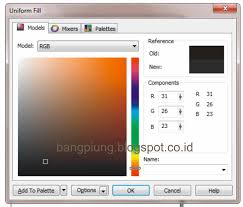 Uniform Fill
Models
Mixers
Palettes
Model:
RGB
Reference
Old:
New:
Components
R 31 R 31
G 26 G 26
B 23 B 23
bangpiung.blogspot.co.id
Name:
Add To Palette
Options
OK
Cancel
Help